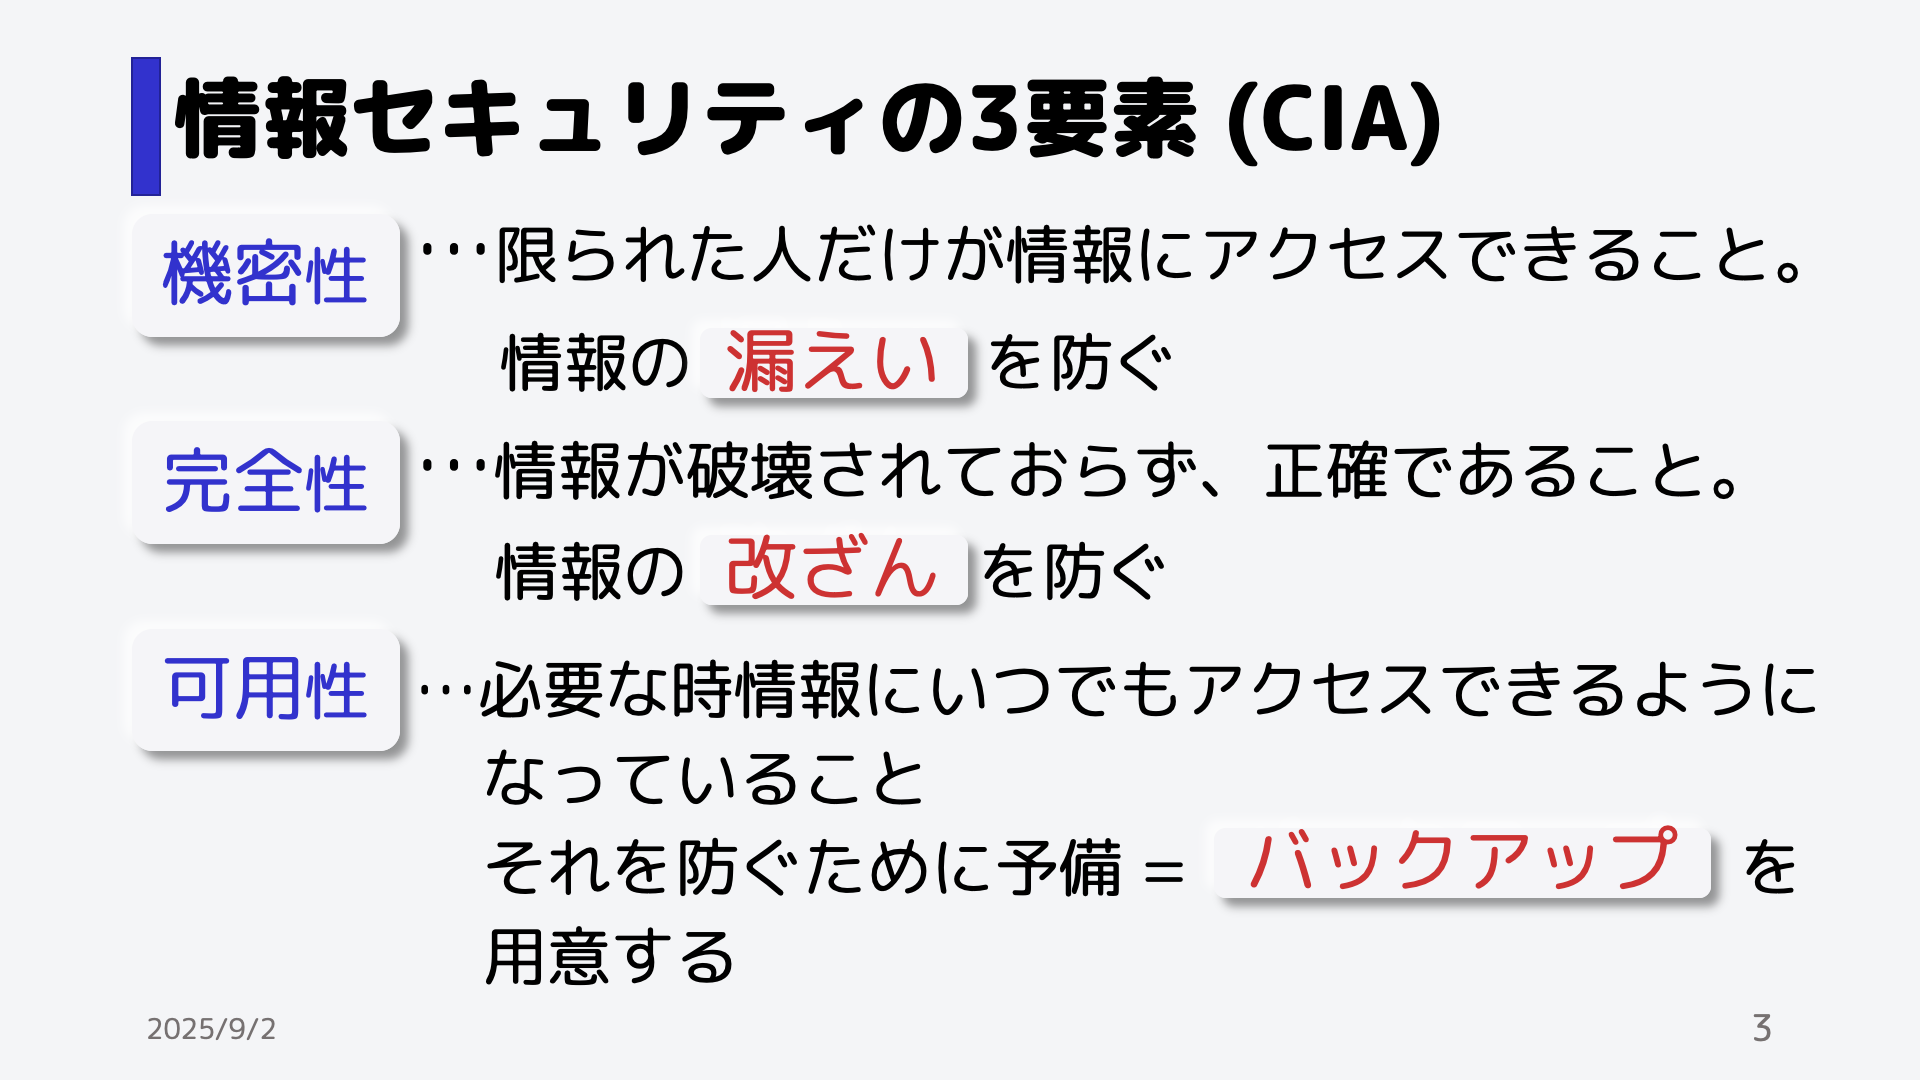 情報セキュリティの3要素 (CIA)
機密性 ···限られた人だけが情報にアクセスできること。
情報の 漏えい を防ぐ
完全性 ···情報が破壊されておらず、正確であること。
情報の 改ざん を防ぐ
可用性 …必要な時情報にいつでもアクセスできるように
なっていること
それを防ぐために予備 = バックアップ を
用意する
2025/9/2 3